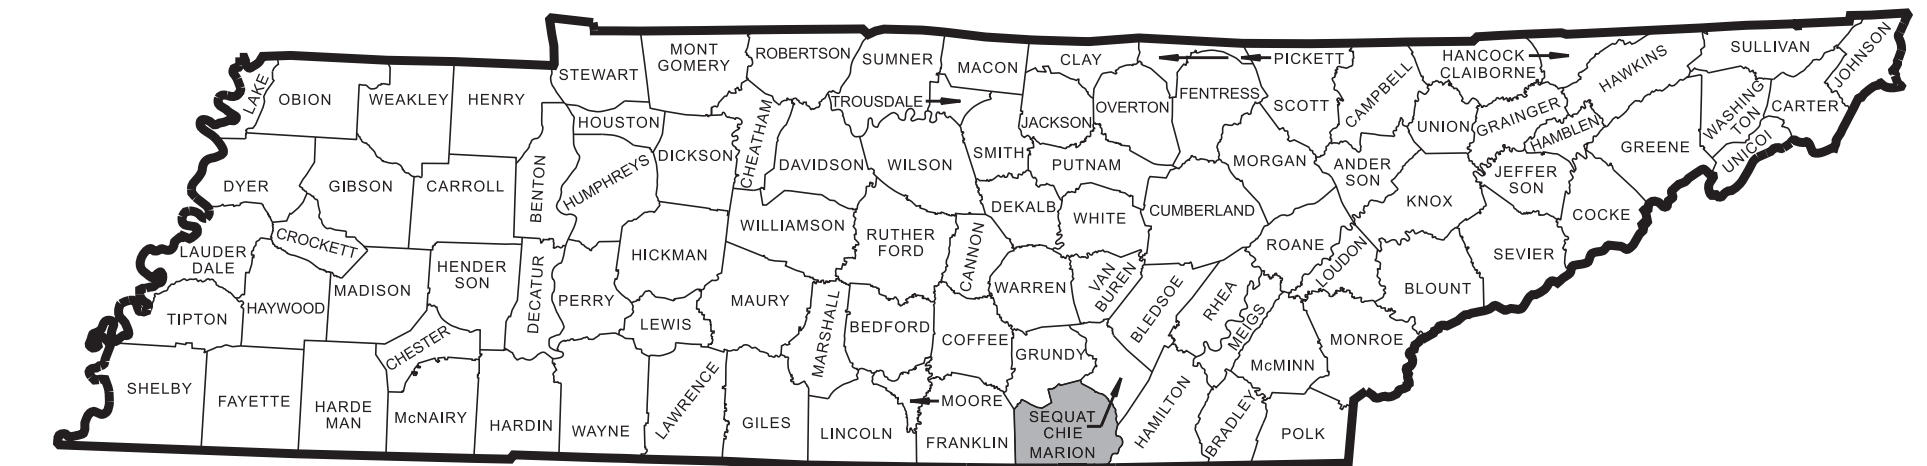 LAKE
OBION
WEAKLEY
HENRY
STEWART
MONT
GOMERY
ROBERTSON
SUMNER
MACON
CLAY
PICKETT
HANCOCK
CLAIBORNE
HAWKINS
SULLIVAN
JOHNSON
TROUSDALE
HOUSTON
DICKSON
CHEATHAM
DAVIDSON
WILSON
SMITH
JACKSON
OVERTON
FENTRESS
SCOTT
CAMPBELL
UNION
GRAINGER
HAMBLEN
GREENE
WASHING
TON
CARTER
UNICOI
DYER
GIBSON
CARROLL
BENTON
HUMPHREYS
PUTNAM
MORGAN
ANDER
SON
JEFFER
SON
LAUDER
DALE
CROCKETT
HENDER
SON
DECATUR
HICKMAN
WILLIAMSON
RUTHER
FORD
CANNON
DEKALB
WHITE
CUMBERLAND
ROANE
LOUDON
KNOX
COCKE
SEVIER
BLOUNT
TIPTON
HAYWOOD
MADISON
PERRY
LEWIS
MAURY
MARSHALL
BEDFORD
COFFEE
WARREN
VAN
BUREN
BLEDSOE
RHEA
MEIGS
MONROE
McMINN
GRUNDY
CHESTER
SHELBY
FAYETTE
HARDE
MAN
McNAIRY
HARDIN
WAYNE
LAWRENCE
GILES
LINCOLN
MOORE
FRANKLIN
SEQUAT
CHIE
MARION
HAMILTON
BRADLEY
POLK